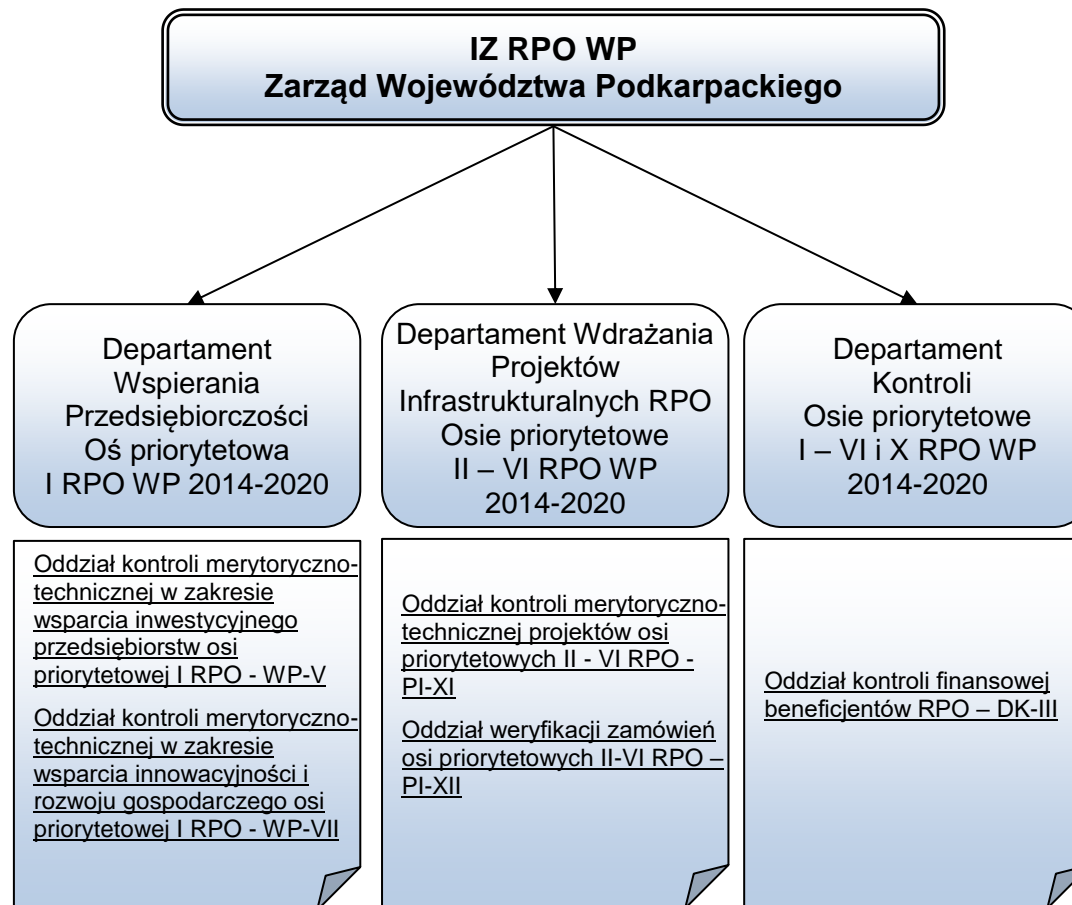 IZ RPO WP
Zarząd Województwa Podkarpackiego
Departament
Wspierania
Przedsiębiorczości
Oś priorytetowa
I RPO WP 2014-2020
Departament Wdrażania
Projektów
Infrastrukturalnych RPO
Osie priorytetowe
II – VI RPO WP
2014-2020
Departament
Kontroli
Osie priorytetowe
I – VI i X RPO WP
2014-2020
Oddział kontroli merytoryczno-
technicznej w zakresie
wsparcia inwestycyjnego
przedsiębiorstw osi
priorytetowej I RPO - WP-V
Oddział kontroli merytoryczno-
technicznej w zakresie
wsparcia innowacyjności i
rozwoju gospodarczego osi
priorytetowej I RPO - WP-VII
Oddział kontroli merytoryczno-
technicznej projektów osi
priorytetowych II - VI RPO -
PI-XI
Oddział weryfikacji zamówień
osi priorytetowych II-VI RPO –
PI-XII
Oddział kontroli finansowej
beneficjentów RPO – DK-III